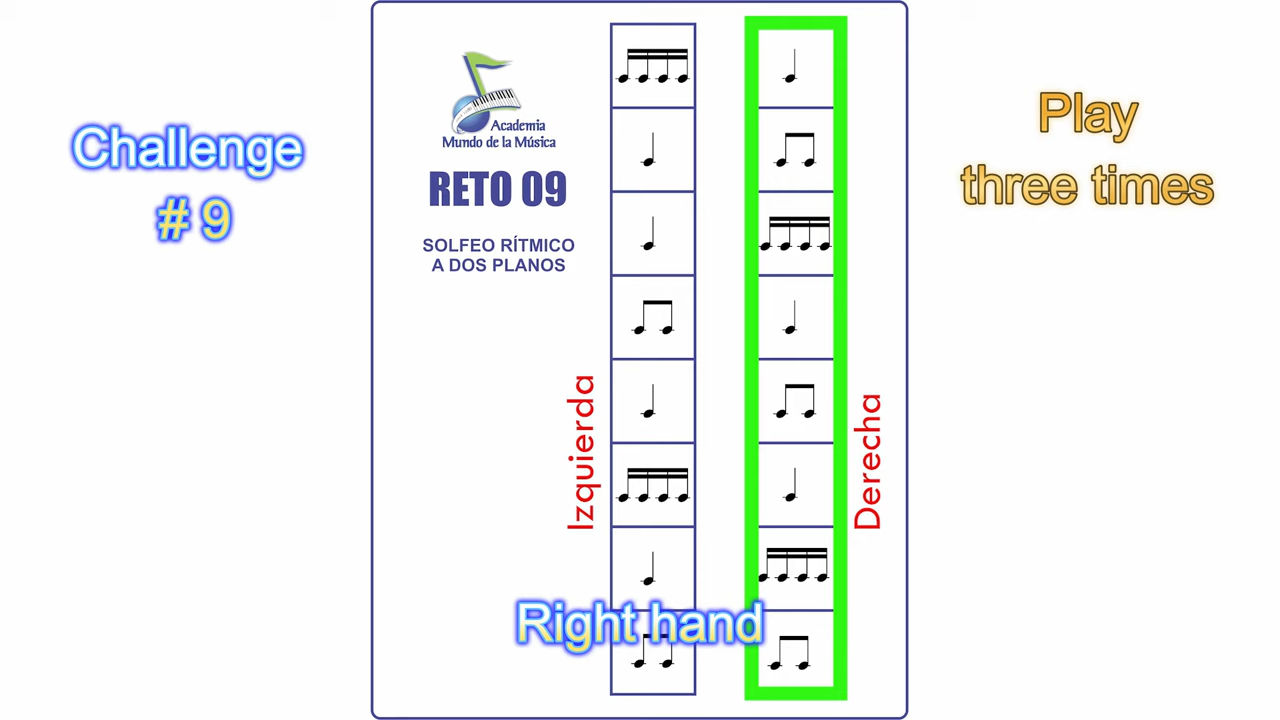 Challenge
# 9
Academia
Mundo de la Música
RETO 09
SOLFEO RÍTMICO
A DOS PLANOS
Izquierda
Derecha
Play
three times
Right hand